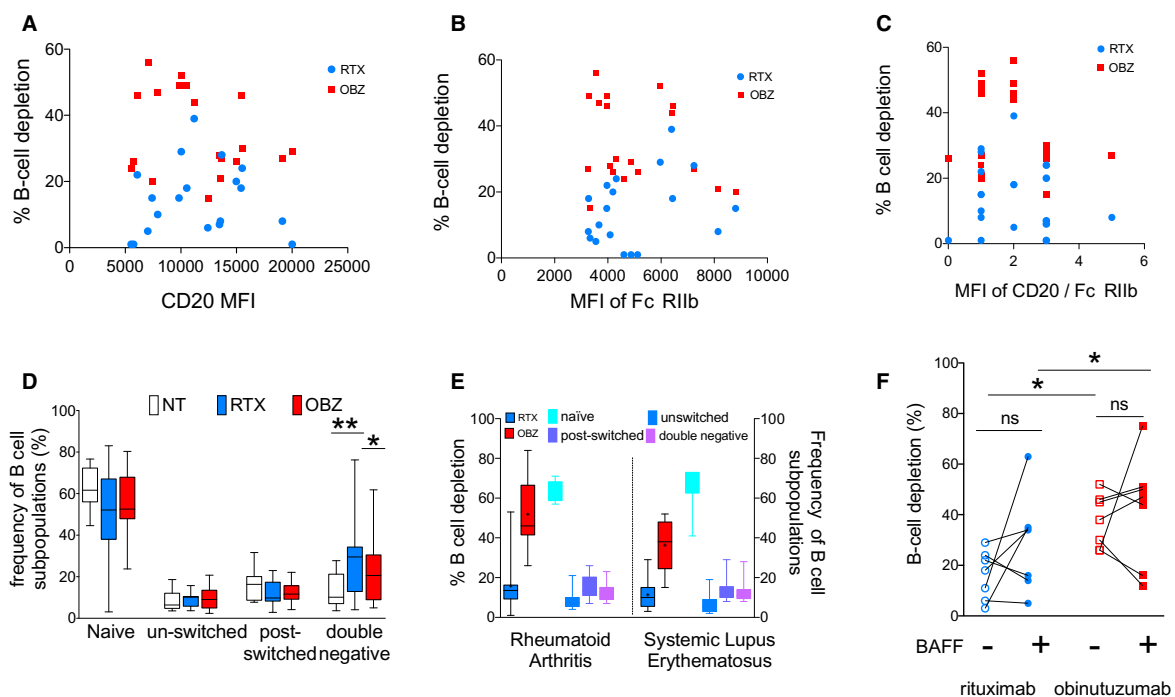 A
% B-cell depletion
60
40
20
0
0 5000 10000 15000 20000 25000
CD20 MFI
RTX
OBZ
B
% B-cell depletion
60
40
20
0
0 2000 4000 6000 8000 10000
MFI of Fc RIIb
RTX
OBZ
C
% B cell depletion
60
40
20
0
0 2 4 6
MFI of CD20 / Fc RIIb
RTX
OBZ
D
NT RTX OBZ
frequency of B cell
subpopulations (%)
100
80
60
40
20
0
**
*
Naive un-switched post-
switched
double
negative
E
RTX
OBZ
naïve
post-switched
unswitched
double negative
% B cell depletion
100
80
60
40
20
0
100
80
60
40
20
0
Frequency of B cell
subpopulations
Rheumatoid
Arthritis
Systemic Lupus
Erythematosus
F
B-cell depletion (%)
100
80
60
40
20
0
*
*
ns
ns
BAFF - + - +
rituximab obinutuzumab